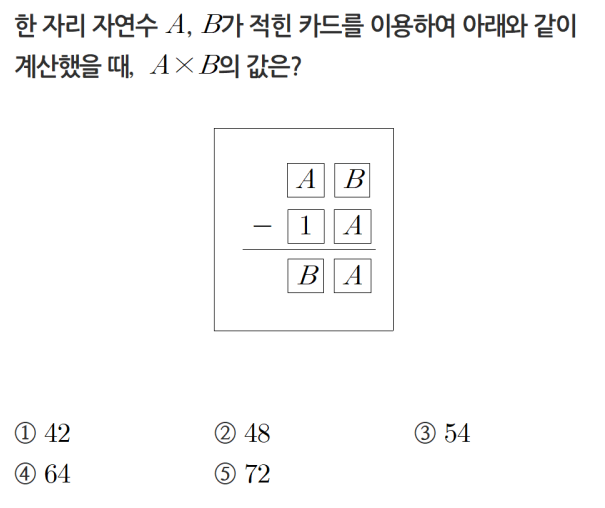 한 자리 자연수 A, B가 적힌 카드를 이용하여 아래와 같이
계산했을 때, A×B의 값은?
A B
− 1 A
B A
① 42 ② 48 ③ 54
④ 64 ⑤ 72